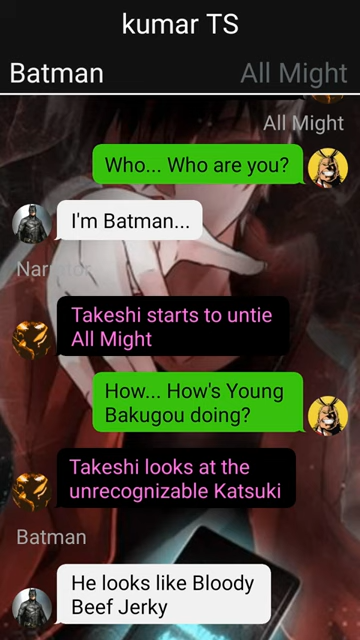 kumar TS
Batman
All Might
All Might
Who... Who are you?
I'm Batman...
Narrator
Takeshi starts to untie
All Might
How... How's Young
Bakugou doing?
Takeshi looks at the
unrecognizable Katsuki
Batman
He looks like Bloody
Beef Jerky